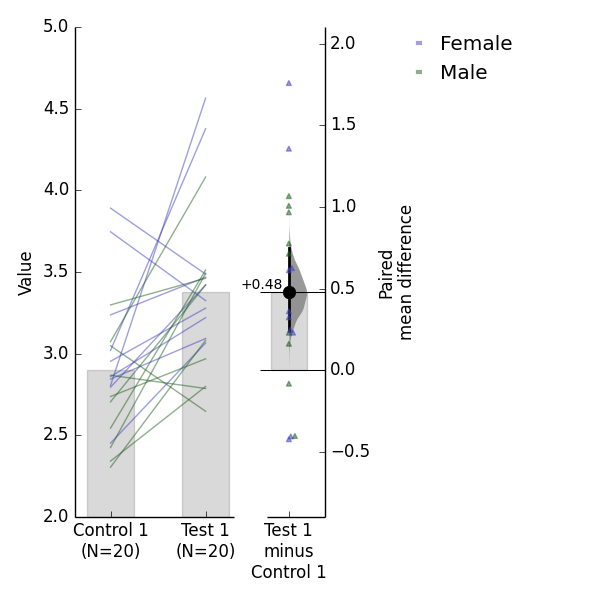 5.0
4.5
4.0
3.5
3.0
2.5
2.0
Value
Control 1
(N=20)
Test 1
(N=20)
+0.48
2.0
1.5
1.0
0.5
0.0
−0.5
Paired
mean difference
Test 1
minus
Control 1
Female
Male